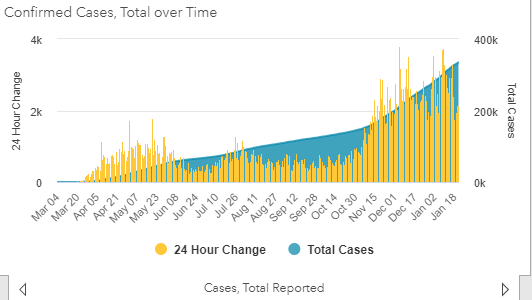 Confirmed Cases, Total over Time
4k
400k
24 Hour Change
Total Cases
2k
200k
0
0k
Mar 04
Mar 20
Apr 05
Apr 21
May 07
May 23
Jun 08
Jun 24
Jul 10
Jul 26
Aug 11
Aug 27
Sep 12
Sep 28
Oct 14
Oct 30
Nov 15
Dec 01
Dec 17
Jan 02
Jan 18
24 Hour Change
Total Cases
Cases, Total Reported